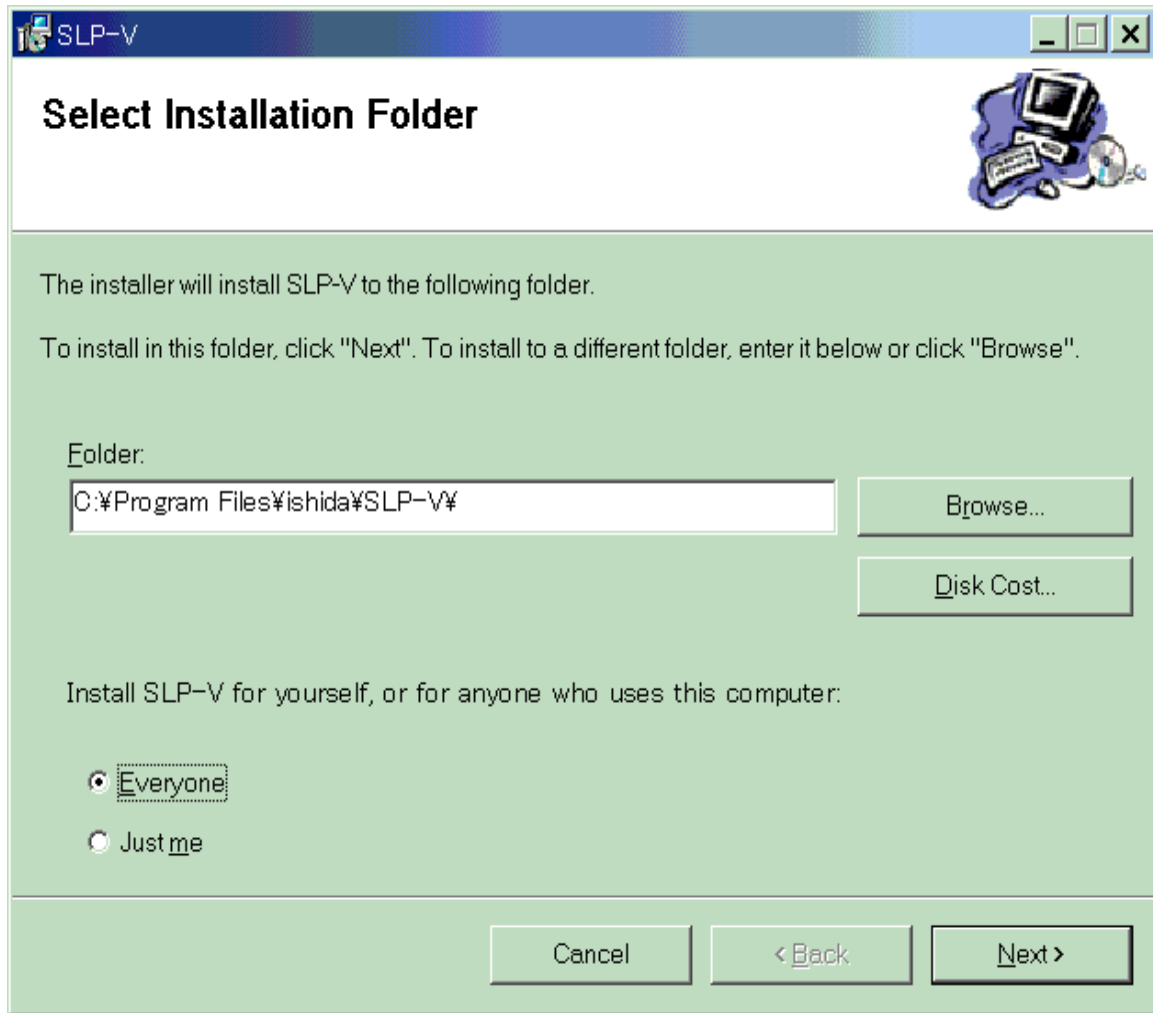 SLP-V
Select Installation Folder
The installer will install SLP-V to the following folder.
To install in this folder, click "Next". To install to a different folder, enter it below or click "Browse".
Folder:
C:¥Program Files¥ishida¥SLP-V¥
Browse...
Disk Cost...
Install SLP-V for yourself, or for anyone who uses this computer:
Everyone
Just me
Cancel
< Back
Next >